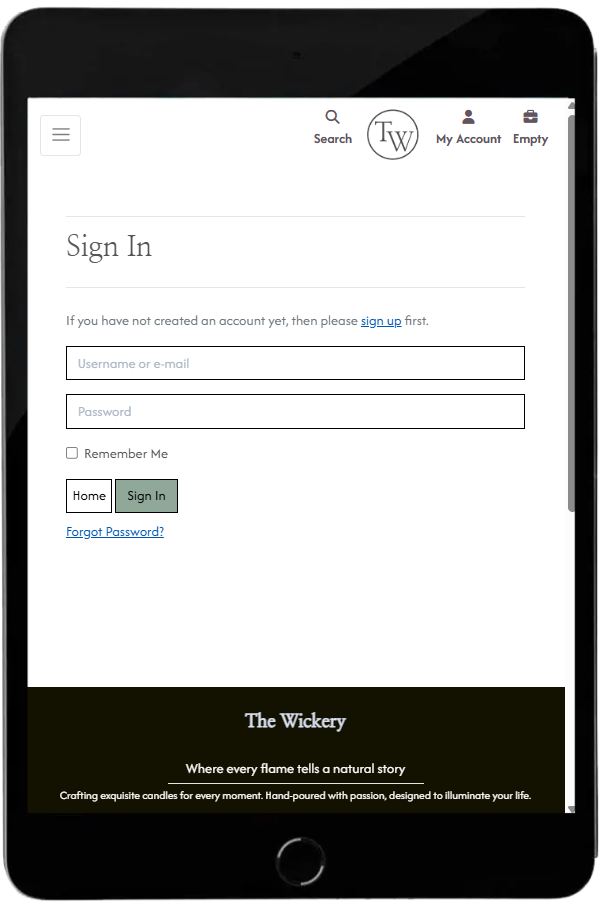 Search
TW
My Account
Empty
Sign In
If you have not created an account yet, then please sign up first.
Username or e-mail
Password
Remember Me
Home
Sign In
Forgot Password?
The Wickery
Where every flame tells a natural story
Crafting exquisite candles for every moment. Hand-poured with passion, designed to illuminate your life.